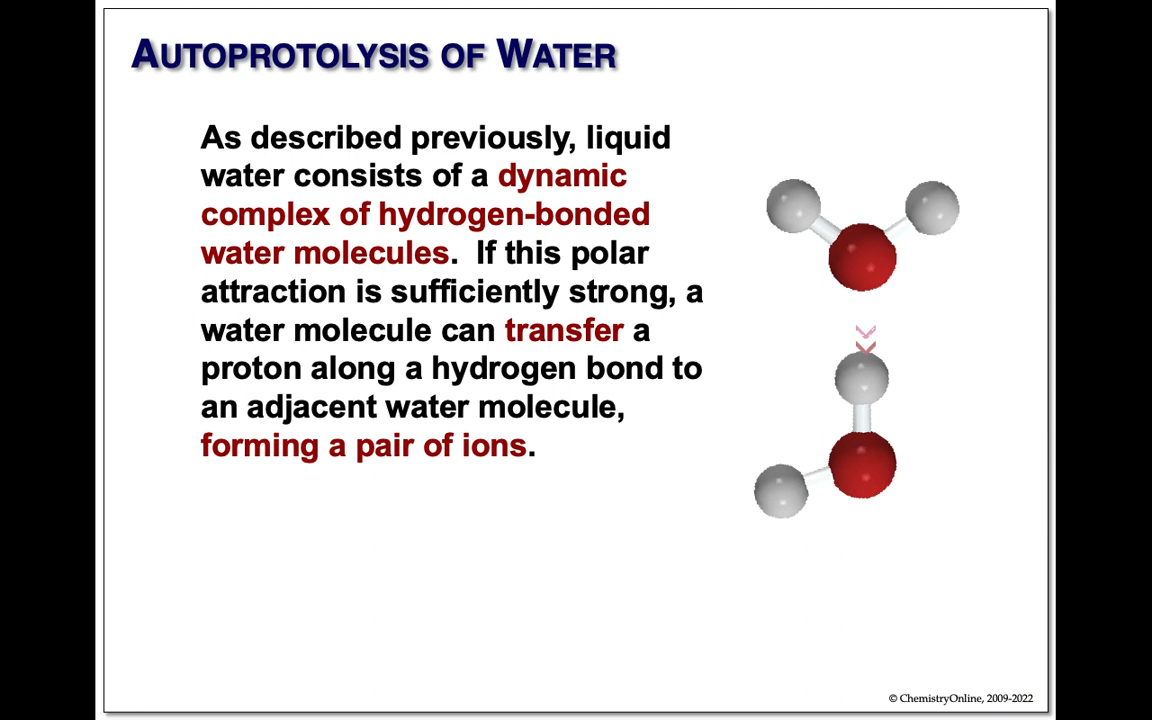 AUTOPROTOLYSIS OF WATER
As described previously, liquid
water consists of a dynamic
complex of hydrogen-bonded
water molecules. If this polar
attraction is sufficiently strong, a
water molecule can transfer a
proton along a hydrogen bond to
an adjacent water molecule,
forming a pair of ions.
© ChemistryOnline, 2009-2022